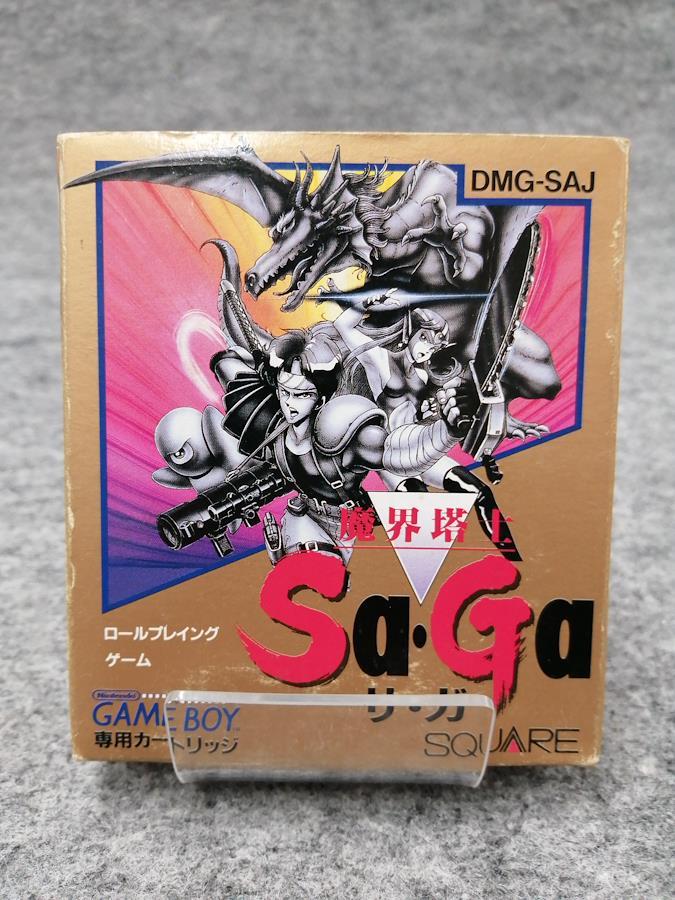 DMG-SAJ
魔界塔士
Sa・Ga
サ・ガ
ロールプレイング
ゲーム
Nintendo
GAME BOY™
専用カートリッジ
SQUARE